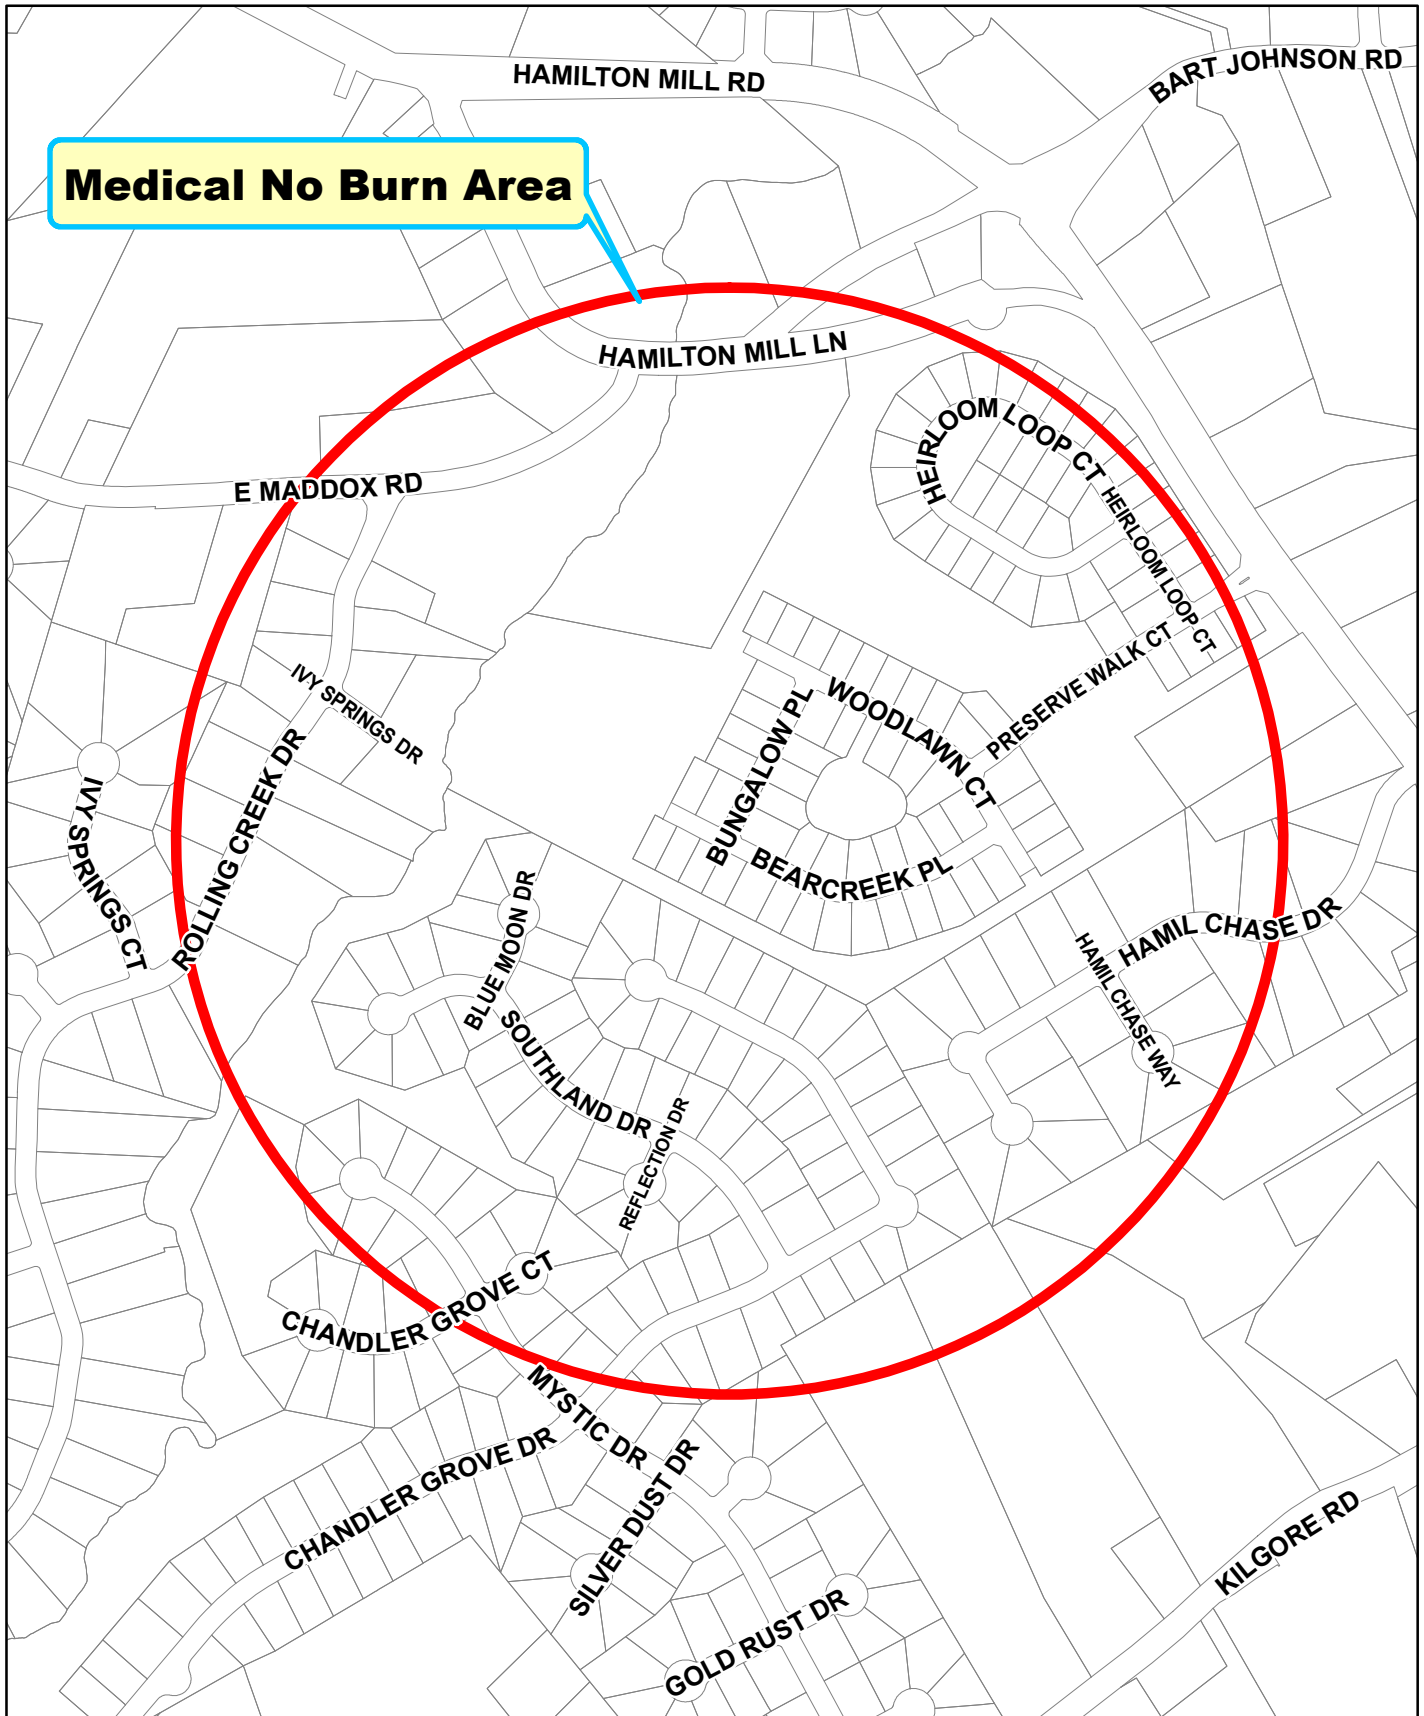 HAMILTON MILL RD
BART JOHNSON RD
Medical No Burn Area
HAMILTON MILL LN
HEIRLOOM LOOP CT
E MADDOX RD
HEIRLOOM LOOP CT
IVY SPRINGS DR
PRESERVE WALK CT
WOODLAWN CT
BUNGALOW PL
ROLLING CREEK DR
IVY SPRINGS CT
BEARCREEK PL
BLUE MOON DR
HAMIL CHASE DR
HAMIL CHASE WAY
SOUTHLAND DR
REFLECTION DR
CHANDLER GROVE CT
MYSTIC DR
CHANDLER GROVE DR
SILVER DUST DR
KILGORE RD
GOLD RUST DR